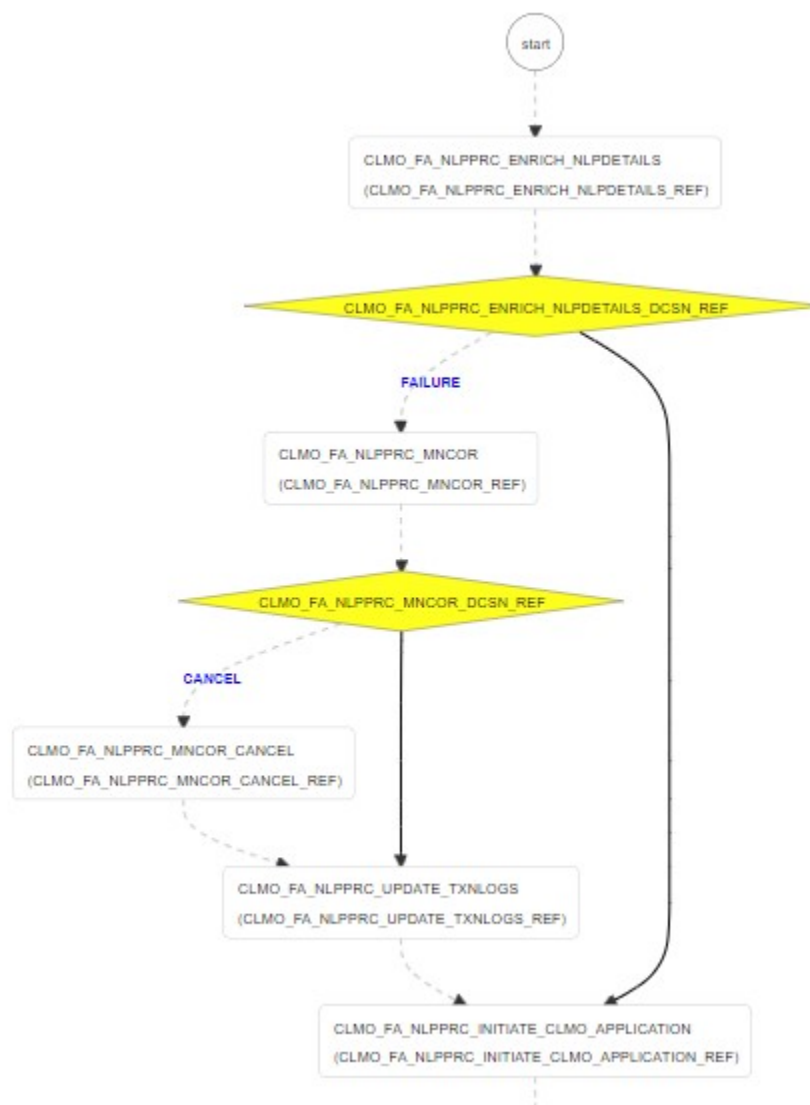 start
CLMO_FA_NLPPRC_ENRICH_NLPDETAILS
(CLMO_FA_NLPPRC_ENRICH_NLPDETAILS_REF)
CLMO_FA_NLPPRC_ENRICH_NLPDETAILS_DCSN_REF
FAILURE
CLMO_FA_NLPPRC_MNCOR
(CLMO_FA_NLPPRC_MNCOR_REF)
CLMO_FA_NLPPRC_MNCOR_DCSN_REF
CANCEL
CLMO_FA_NLPPRC_MNCOR_CANCEL
(CLMO_FA_NLPPRC_MNCOR_CANCEL_REF)
CLMO_FA_NLPPRC_UPDATE_TXNLOGS
(CLMO_FA_NLPPRC_UPDATE_TXNLOGS_REF)
CLMO_FA_NLPPRC_INITIATE_CLMO_APPLICATION
(CLMO_FA_NLPPRC_INITIATE_CLMO_APPLICATION_REF)